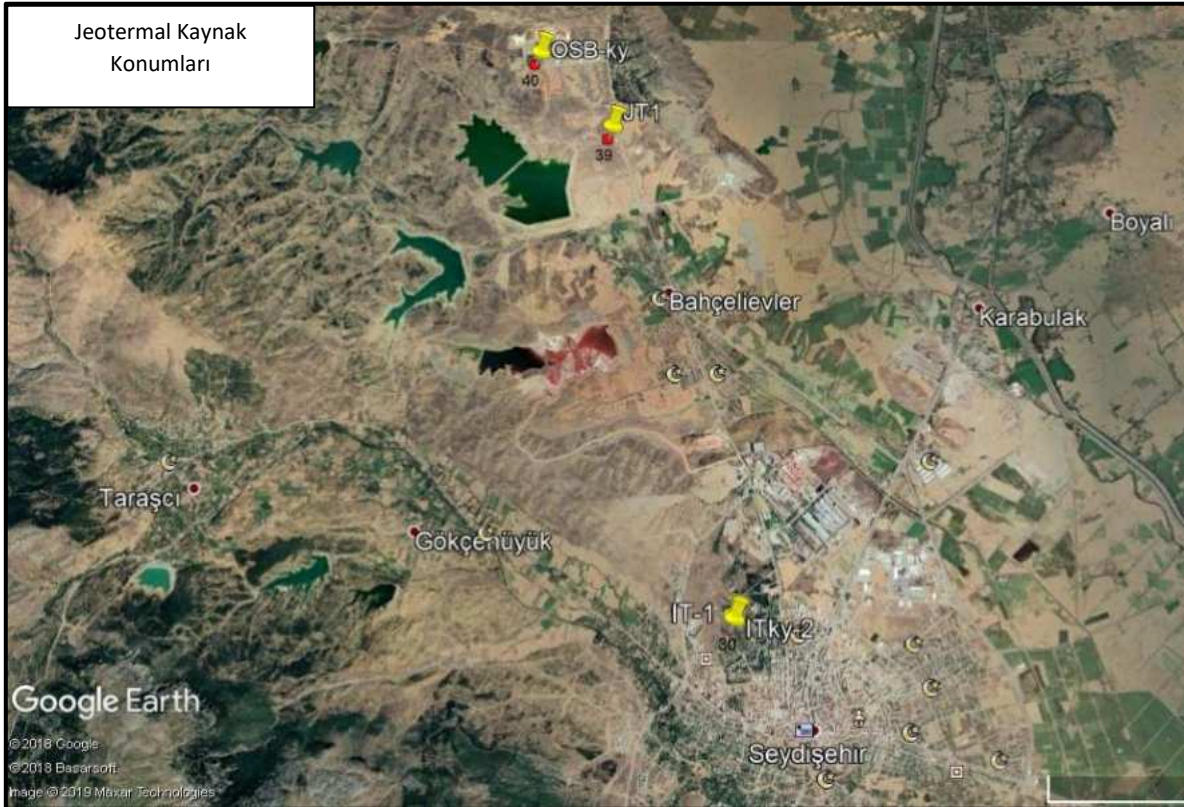 Jeotermal Kaynak
Konumları
OSB-ky
40
JT1
39
Boyalı
Bahçelievler
Karabulak
Taraşcı
Gökçehüyük
IT-1
ITky-2
Seydişehir
Google Earth
©2018 Google
©2018 Basarsoft
Image ©2019 Maxar Technologies